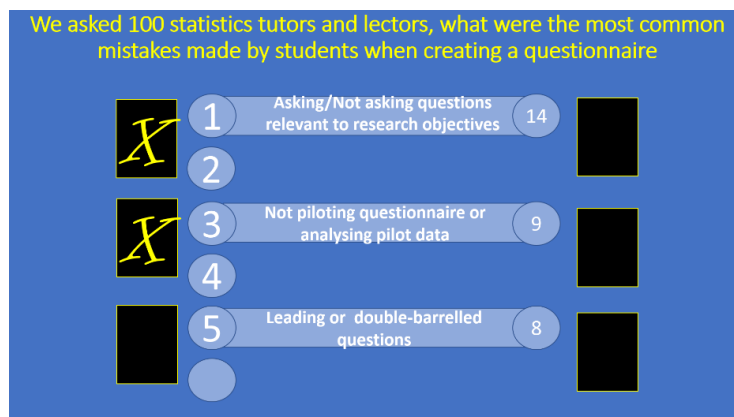 We asked 100 statistics tutors and lectors, what were the most common
mistakes made by students when creating a questionnaire
X
1
Asking/Not asking questions
relevant to research objectives
14
2
X
3
Not piloting questionnaire or
analysing pilot data
9
4
5
Leading or double-barrelled
questions
8